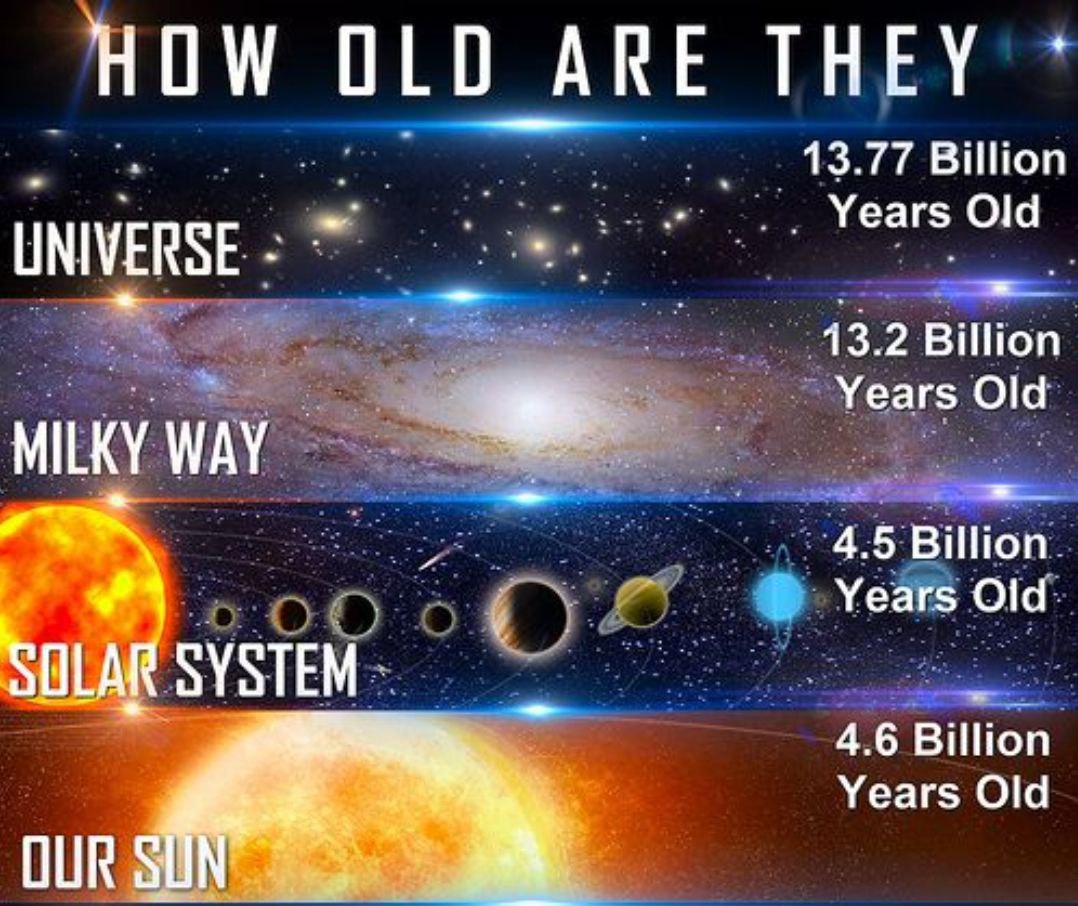 HOW OLD ARE THEY
13.77 Billion
Years Old
UNIVERSE
13.2 Billion
Years Old
MILKY WAY
4.5 Billion
Years Old
SOLAR SYSTEM
4.6 Billion
Years Old
OUR SUN